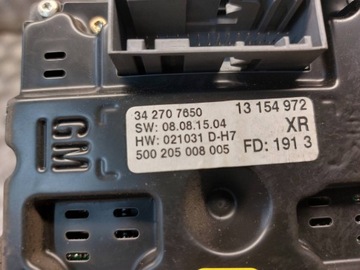 34 270 7650 13 154 972
SW: 08.08.15.04 XR
HW: 021031 D-H7
500 205 008 005 FD: 191 3
GM